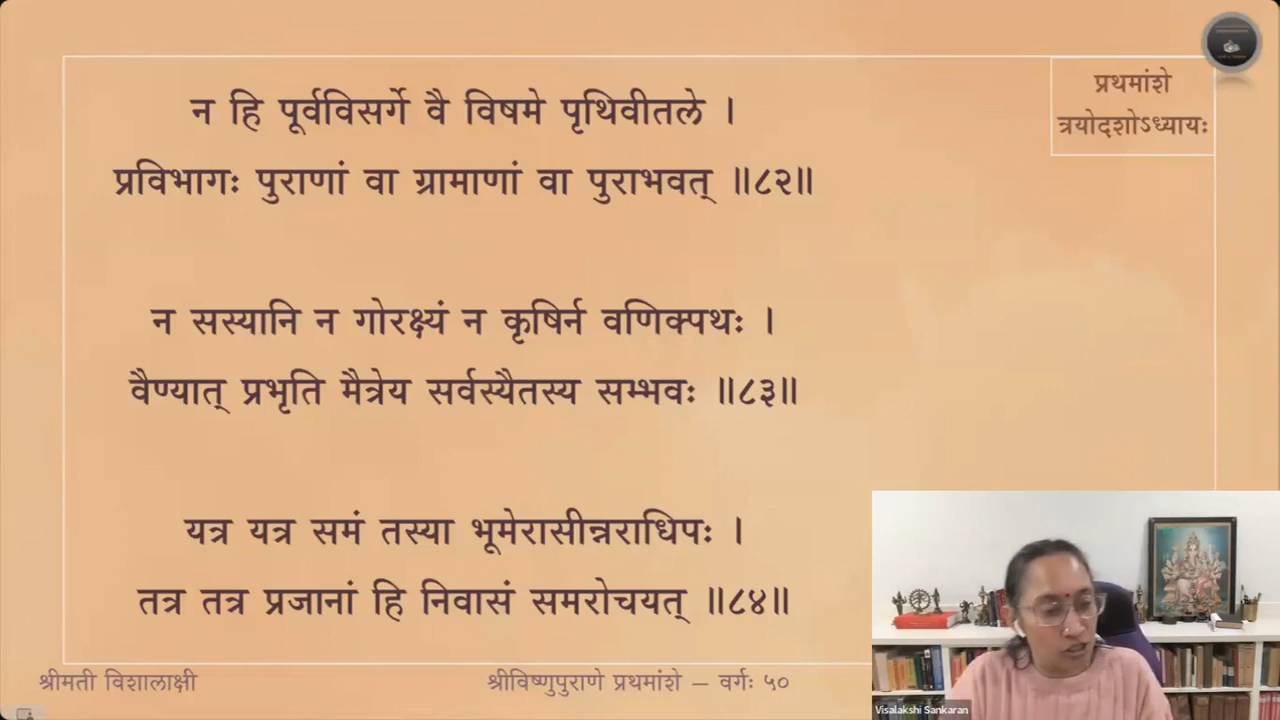 न हि पूर्वविसर्गे वै विषमे पृथिवीतले ।
प्रविभागः पुराणां वा ग्रामाणां वा पुराभवत् ॥८२॥
न सस्यानि न गोरक्ष्यं न कृषिर्न वणिक्पथः ।
वैण्यात् प्रभृति मैत्रेय सर्वस्यैतस्य सम्भवः ॥८३॥
यत्र यत्र समं तस्या भूमेरासीन्नराधिपः ।
तत्र तत्र प्रजानां हि निवासं समरोचयत् ॥८४॥
प्रथमांशे
त्रयोदशोऽध्यायः
श्रीमती विशालाक्षी
श्रीविष्णुपुराणे प्रथमांशे – वर्गः ५०
Visalakshi Sankaran